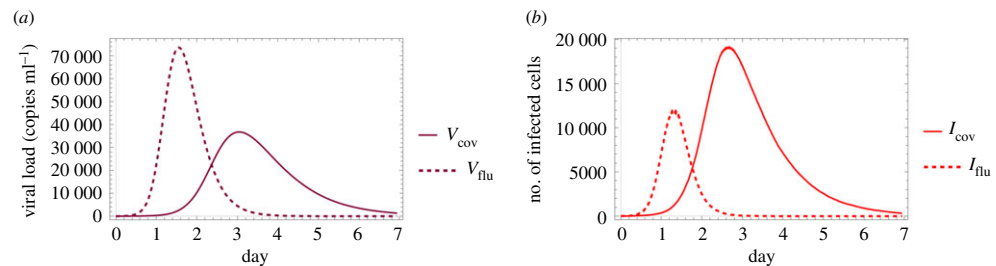 (a)
viral load (copies ml⁻¹)
70 000
60 000
50 000
40 000
30 000
20 000
10 000
0
0 1 2 3 4 5 6 7
day
V_cov
V_flu
(b)
no. of infected cells
20 000
15 000
10 000
5000
0
0 1 2 3 4 5 6 7
day
I_cov
I_flu